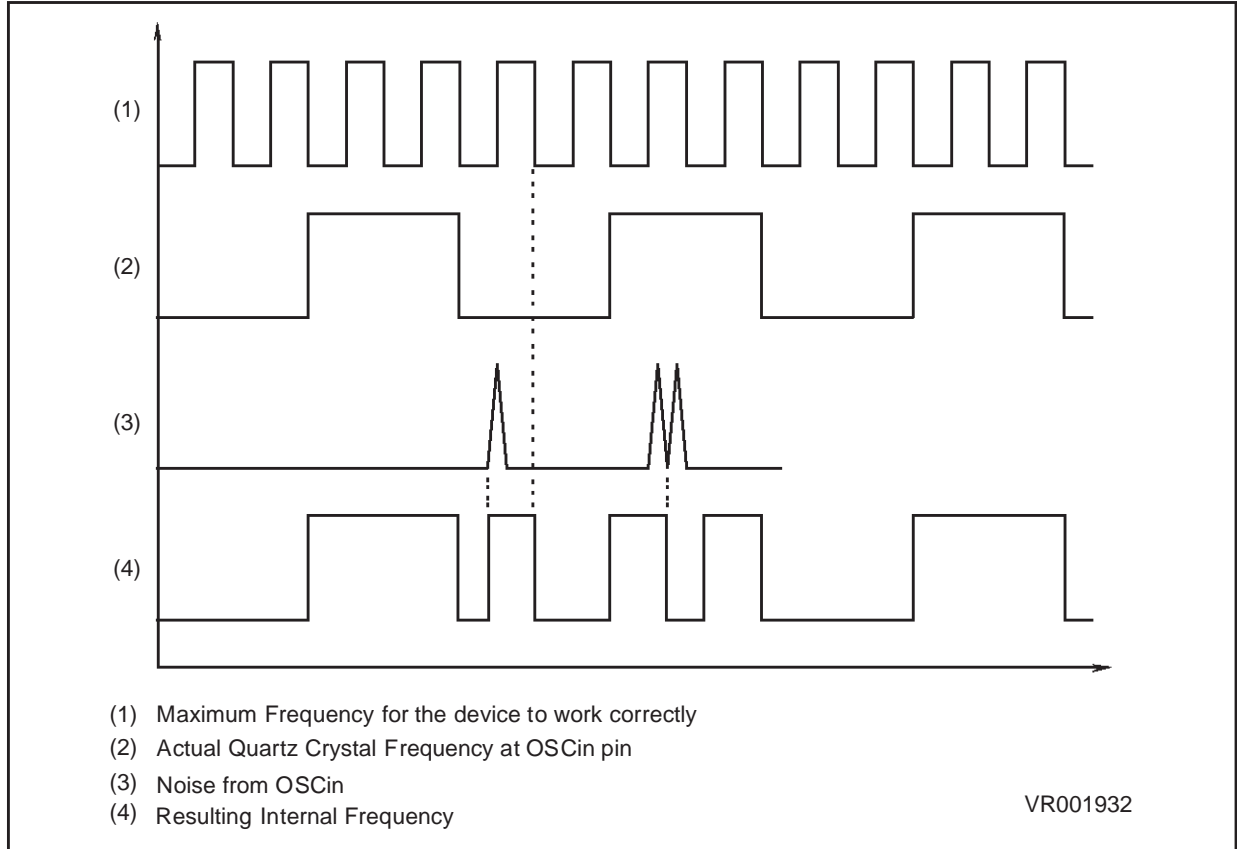 (1)
(2)
(3)
(4)
(1) Maximum Frequency for the device to work correctly
(2) Actual Quartz Crystal Frequency at OSCin pin
(3) Noise from OSCin
(4) Resulting Internal Frequency
VR001932